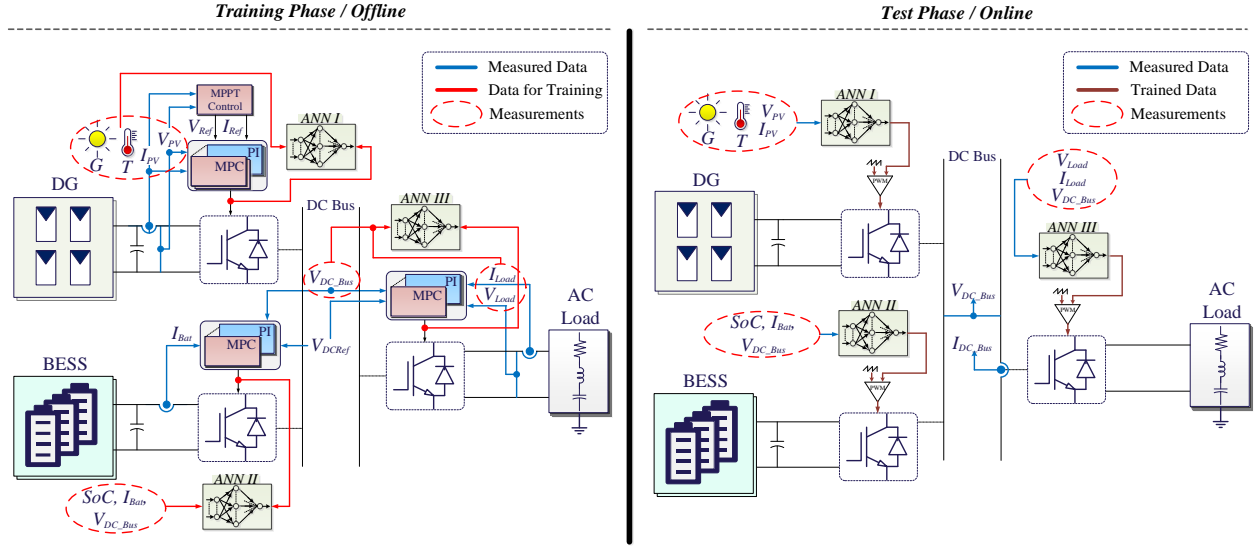 Training Phase / Offline
Test Phase / Online
Measured Data
Data for Training
Measurements
MPPT
Control
V_Ref
I_Ref
ANN I
G
T
V_PV
I_PV
PI
MPC
DG
DC Bus
ANN III
V_DC_Bus
PI
MPC
I_Load
V_Load
AC
Load
I_Bat
PI
MPC
V_DCRef
BESS
ANN II
SoC, I_Bat,
V_DC_Bus
Measured Data
Trained Data
Measurements
ANN I
G
T
V_PV
I_PV
PWM
DG
DC Bus
V_Load
I_Load
V_DC_Bus
ANN III
PWM
V_DC_Bus
I_DC_Bus
AC
Load
ANN II
SoC, I_Bat,
V_DC_Bus
PWM
BESS